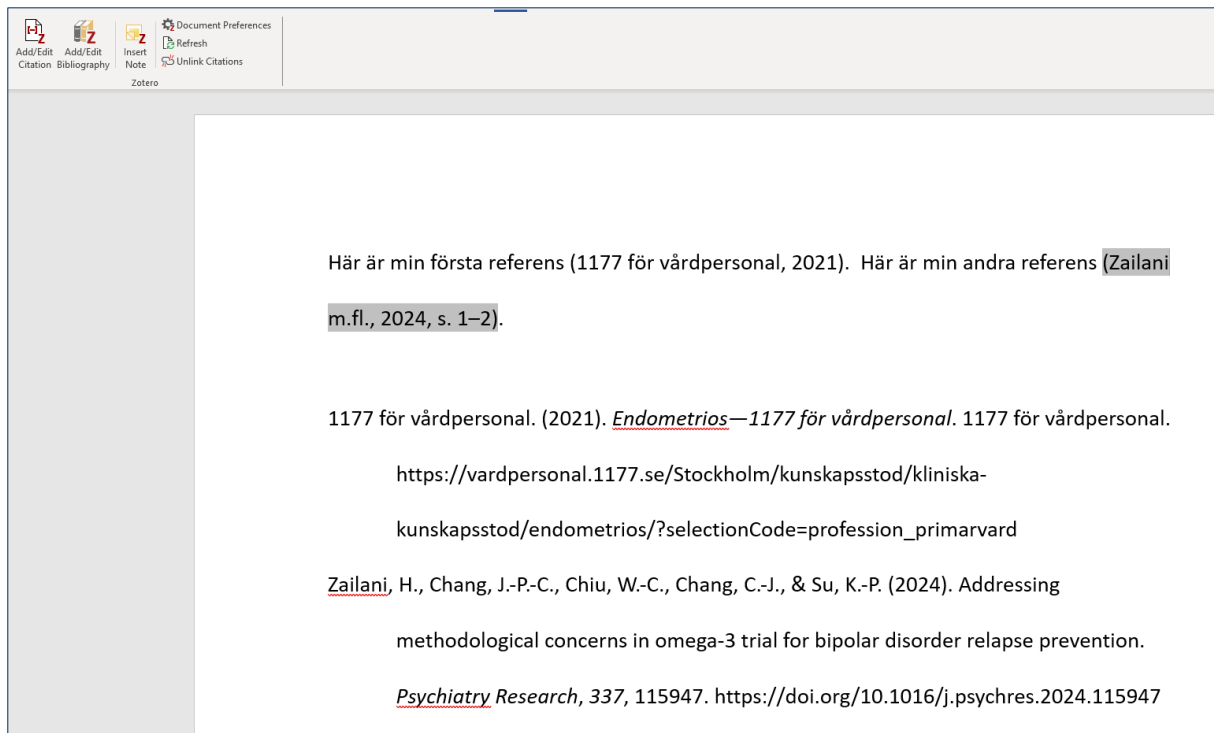 Document Preferences
Add/Edit Add/Edit Insert Refresh
Citation Bibliography Note Unlink Citations
Zotero
Här är min första referens (1177 för vårdpersonal, 2021).  Här är min andra referens (Zailani
m.fl., 2024, s. 1–2).
1177 för vårdpersonal. (2021). Endometrios—1177 för vårdpersonal. 1177 för vårdpersonal.
https://vardpersonal.1177.se/Stockholm/kunskapsstod/kliniska-
kunskapsstod/endometrios/?selectionCode=profession_primarvard
Zailani, H., Chang, J.-P.-C., Chiu, W.-C., Chang, C.-J., & Su, K.-P. (2024). Addressing
methodological concerns in omega-3 trial for bipolar disorder relapse prevention.
Psychiatry Research, 337, 115947. https://doi.org/10.1016/j.psychres.2024.115947